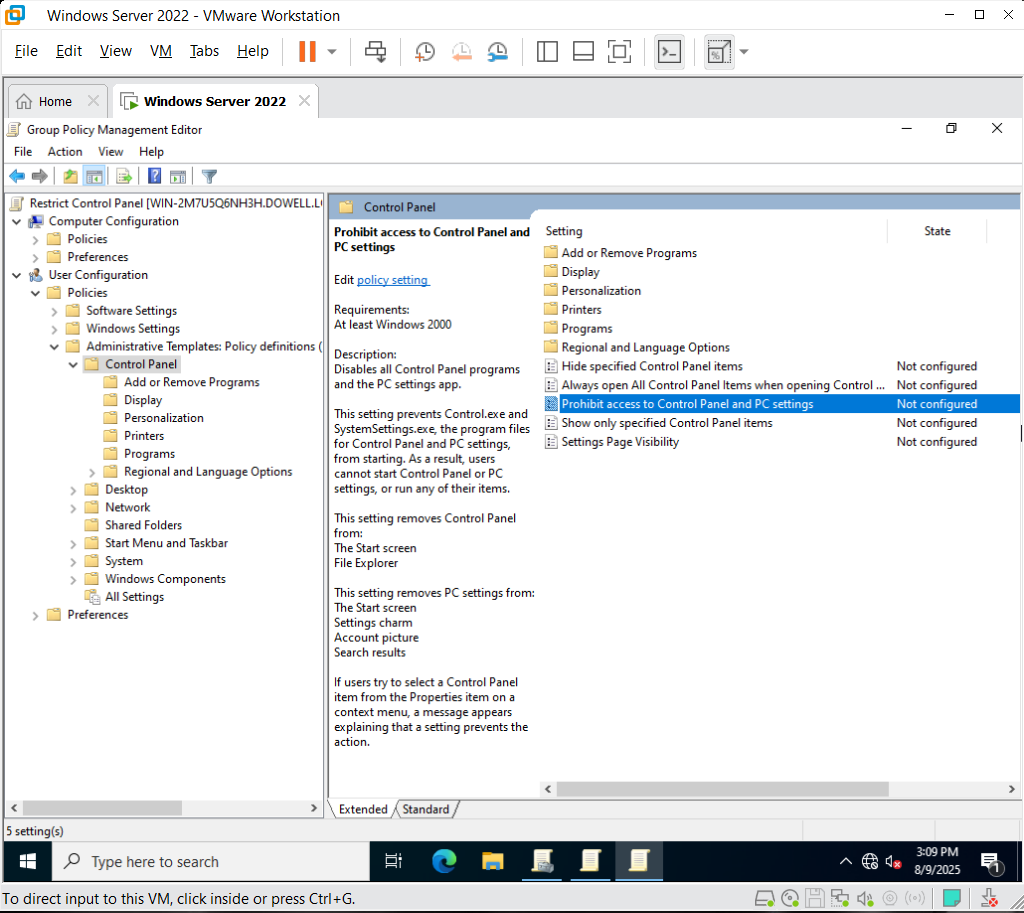 Windows Server 2022 - VMware Workstation
File Edit View VM Tabs Help
Home
Windows Server 2022
Group Policy Management Editor
File Action View Help
Restrict Control Panel [WIN-2M7U5Q6NH3H.DOWELL.L
Computer Configuration
Policies
Preferences
User Configuration
Policies
Software Settings
Windows Settings
Administrative Templates: Policy definitions (
Control Panel
Add or Remove Programs
Display
Personalization
Printers
Programs
Regional and Language Options
Desktop
Network
Shared Folders
Start Menu and Taskbar
System
Windows Components
All Settings
Preferences
Control Panel
Prohibit access to Control Panel and
PC settings
Edit policy setting
Requirements:
At least Windows 2000
Description:
Disables all Control Panel programs
and the PC settings app.
This setting prevents Control.exe and
SystemSettings.exe, the program files
for Control Panel and PC settings,
from starting. As a result, users
cannot start Control Panel or PC
settings, or run any of their items.
This setting removes Control Panel
from:
The Start screen
File Explorer
This setting removes PC settings from:
The Start screen
Settings charm
Account picture
Search results
If users try to select a Control Panel
item from the Properties item on a
context menu, a message appears
explaining that a setting prevents the
action.
Setting State
Add or Remove Programs
Display
Personalization
Printers
Programs
Regional and Language Options
Hide specified Control Panel items Not configured
Always open All Control Panel Items when opening Control ... Not configured
Prohibit access to Control Panel and PC settings Not configured
Show only specified Control Panel items Not configured
Settings Page Visibility Not configured
Extended Standard
5 setting(s)
Type here to search
3:09 PM
8/9/2025
1
To direct input to this VM, click inside or press Ctrl+G.